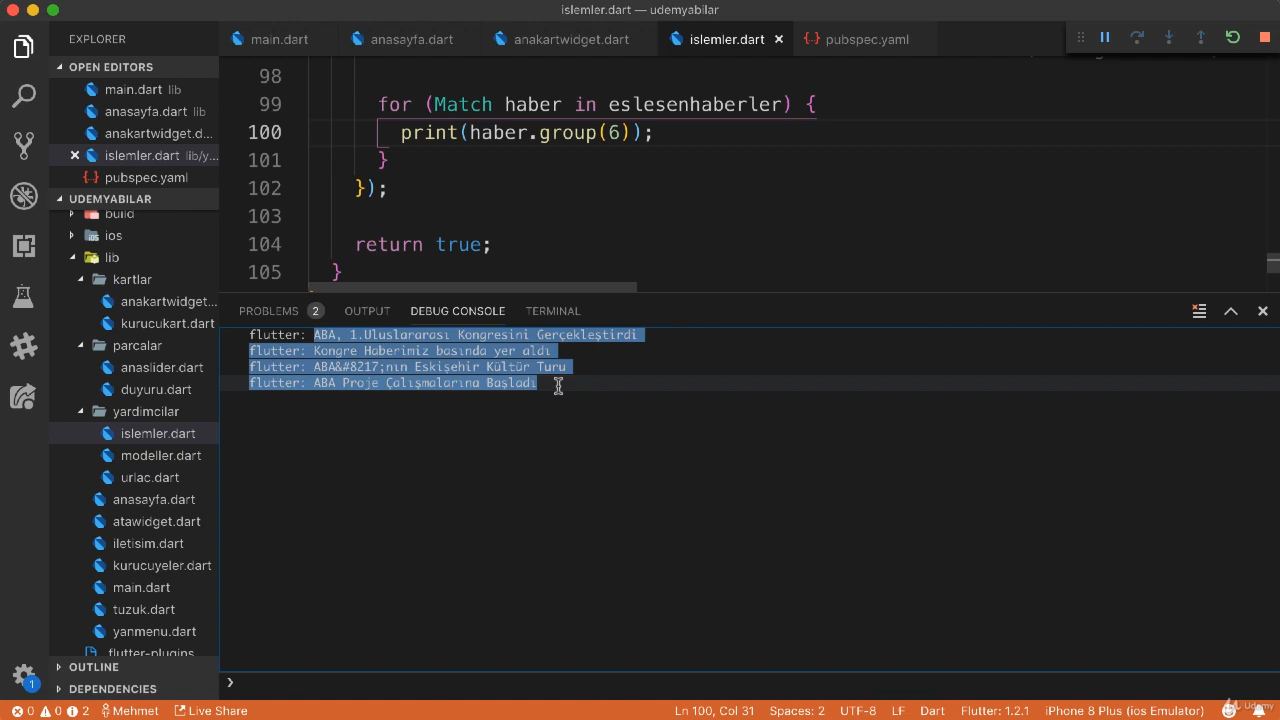 islemler.dart — udemyabilar
EXPLORER
main.dart
anasayfa.dart
anakartwidget.dart
islemler.dart
pubspec.yaml
OPEN EDITORS
main.dart lib
anasayfa.dart lib
anakartwidget.d...
islemler.dart lib/y...
pubspec.yaml
UDEMYABILAR
build
ios
lib
kartlar
anakartwidget...
kurucukart.dart
parcalar
anaslider.dart
duyuru.dart
yardimcilar
islemler.dart
modeller.dart
urlac.dart
anasayfa.dart
atawidget.dart
iletisim.dart
kurucuyeler.dart
main.dart
tuzuk.dart
yanmenu.dart
.flutter-plugins
OUTLINE
DEPENDENCIES
98
99 for (Match haber in eslesenhaberler) {
100 print(haber.group(6));
101 }
102 });
103
104 return true;
105 }
PROBLEMS 2 OUTPUT DEBUG CONSOLE TERMINAL
flutter: ABA, 1.Uluslararası Kongresini Gerçekleştirdi
flutter: Kongre Haberimiz basında yer aldı
flutter: ABA&#8217;nın Eskişehir Kültür Turu
flutter: ABA Proje Çalışmalarına Başladı
1
0 0 2 Mehmet Live Share Ln 100, Col 31 Spaces: 2 UTF-8 LF Dart Flutter: 1.2.1 iPhone 8 Plus (ios Emulator)
Udemy